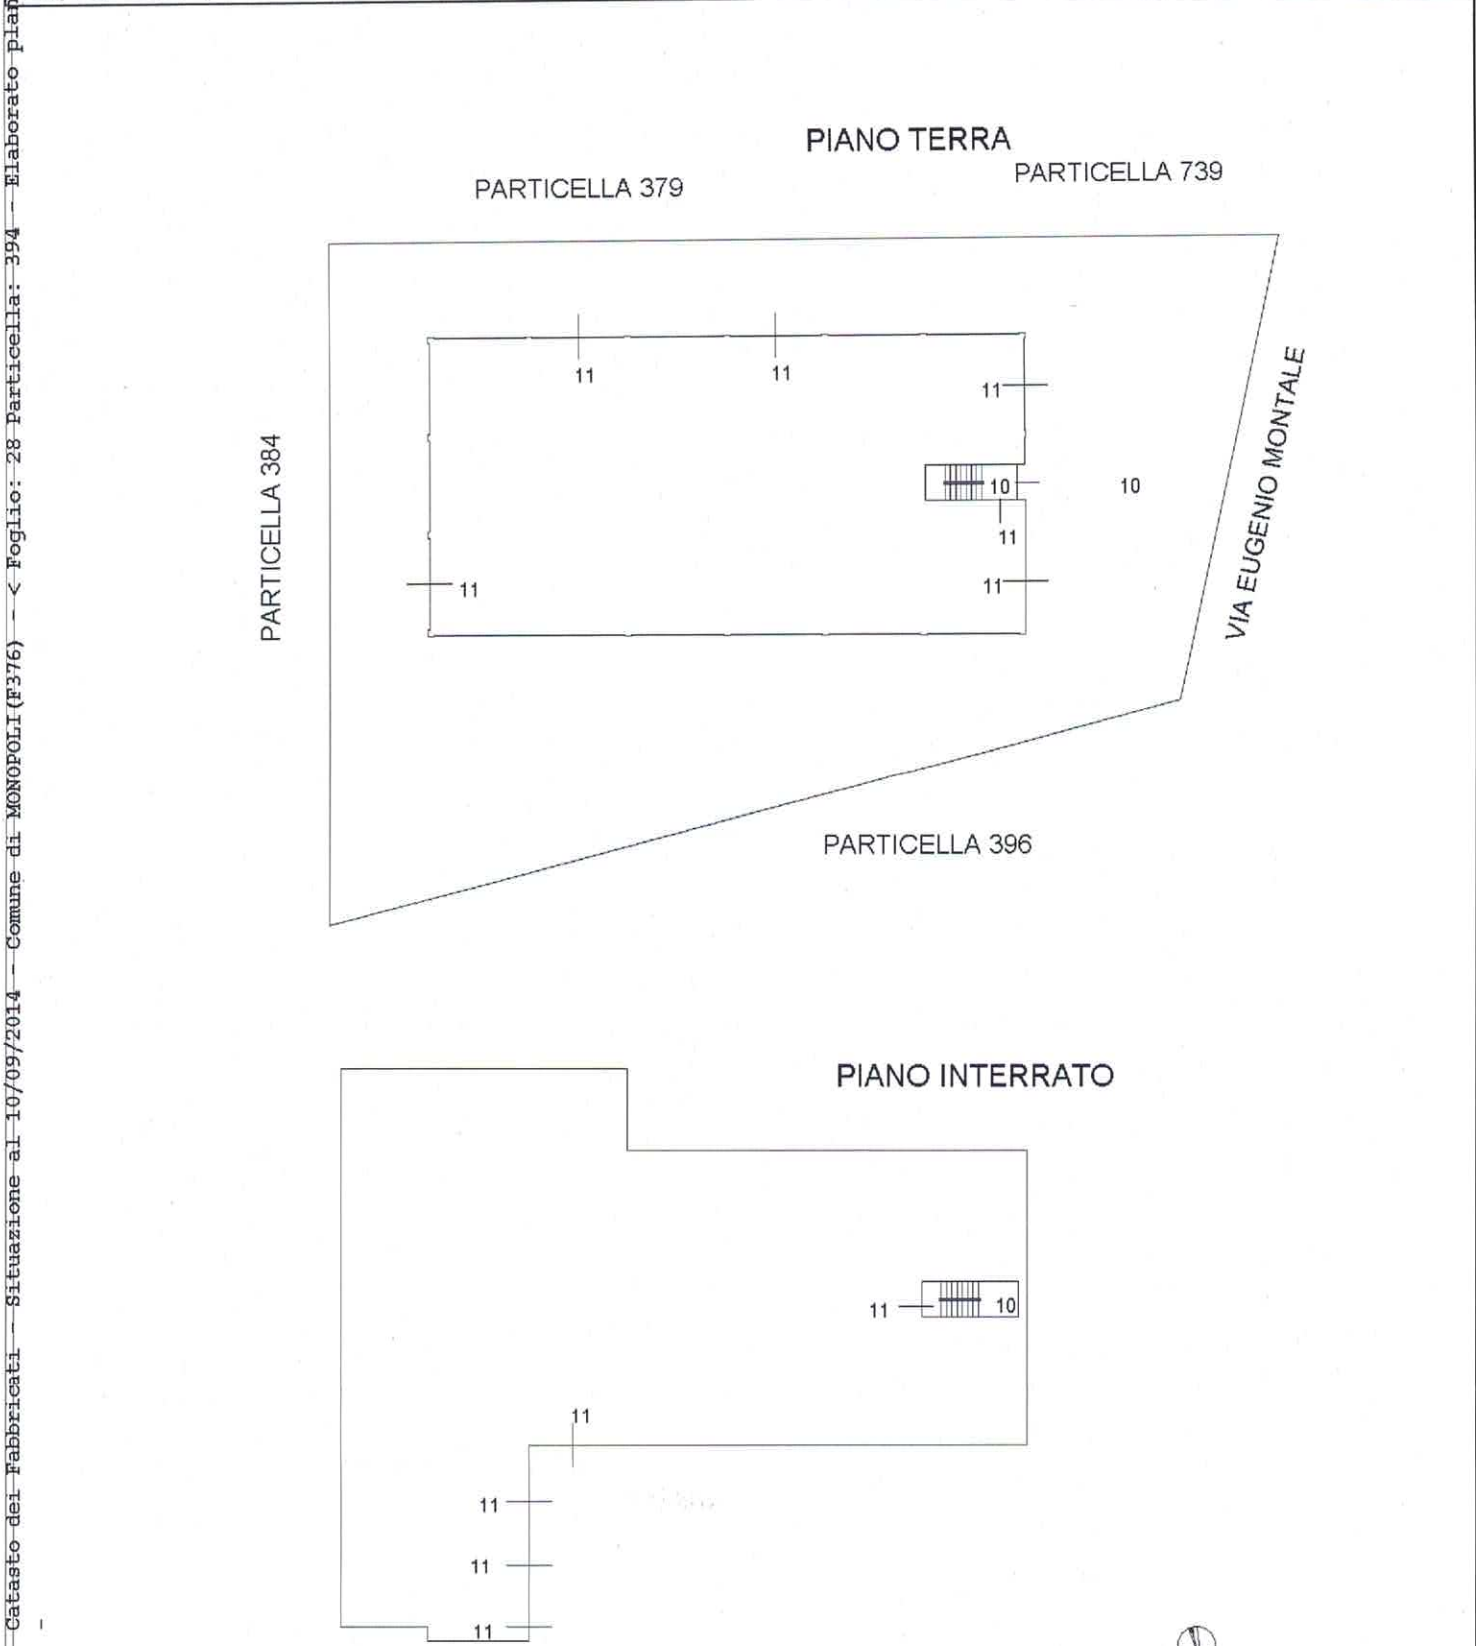 PIANO TERRA
PARTICELLA 379
PARTICELLA 739
11
11
11
PARTICELLA 384
10
10
VIA EUGENIO MONTALE
11
11
11
PARTICELLA 396
PIANO INTERRATO
11
10
11
11
11
11
Catasto dei Fabbricati - Situazione al 10/09/2014 - Comune di MONOPOLI(F376) - < Foglio: 28 Particella: 394 - Elaborato